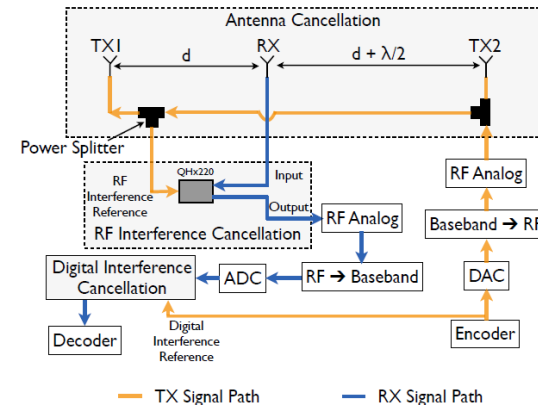 Antenna Cancellation
TX1
RX
TX2
d
d + λ/2
Power Splitter
RF Analog
QHx220
Input
RF
Interference
Reference
Output
RF Interference Cancellation
RF Analog
Baseband ➔ RF
Digital Interference
Cancellation
ADC
RF ➔ Baseband
DAC
Decoder
Digital
Interference
Reference
Encoder
TX Signal Path
RX Signal Path